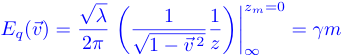 $E_q(\vec{v}) = \frac{\sqrt{\lambda}}{2\pi} \left( \frac{1}{\sqrt{1 - \vec{v}^{\,2}}} \frac{1}{z} \right) \Big|_{\infty}^{z_m = 0} = \gamma m$